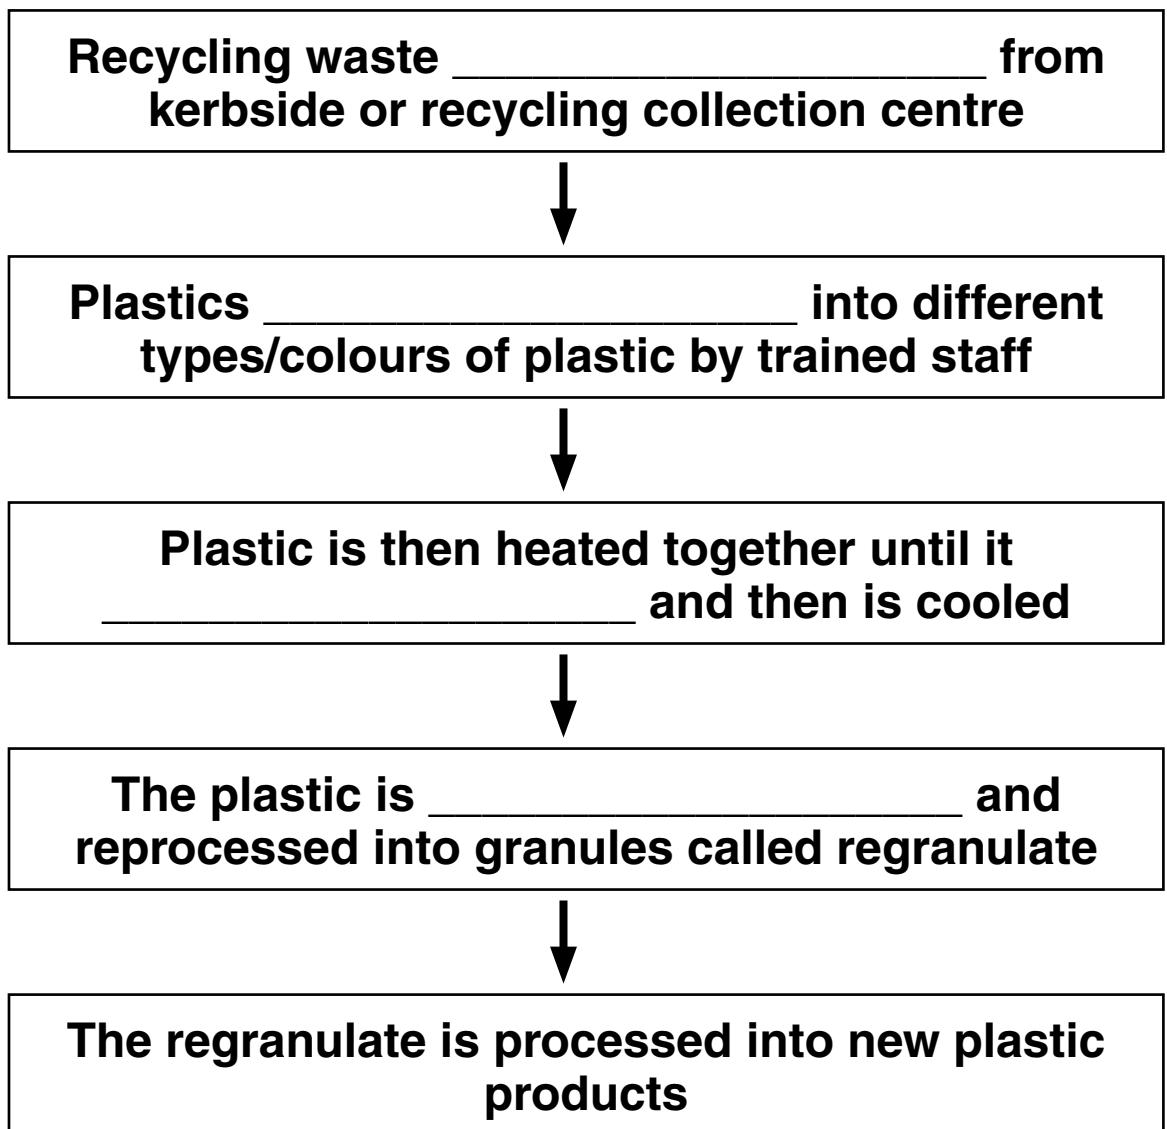 Recycling waste ____________________ from
kerbside or recycling collection centre
Plastics ____________________ into different
types/colours of plastic by trained staff
Plastic is then heated together until it
____________________ and then is cooled
The plastic is ____________________ and
reprocessed into granules called regranulate
The regranulate is processed into new plastic
products